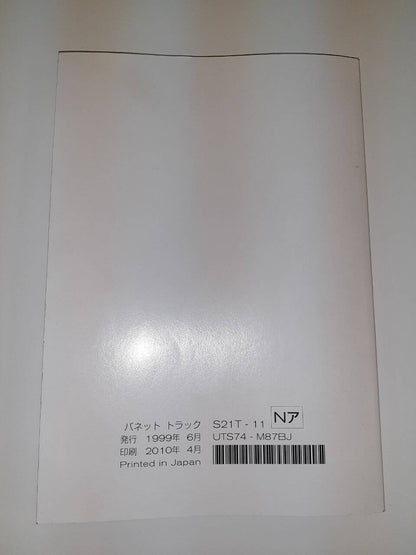 バネット トラック S21T - 11 Nア
発行 1999年 6月 UTS74 - M87BJ
印刷 2010年 4月
Printed in Japan